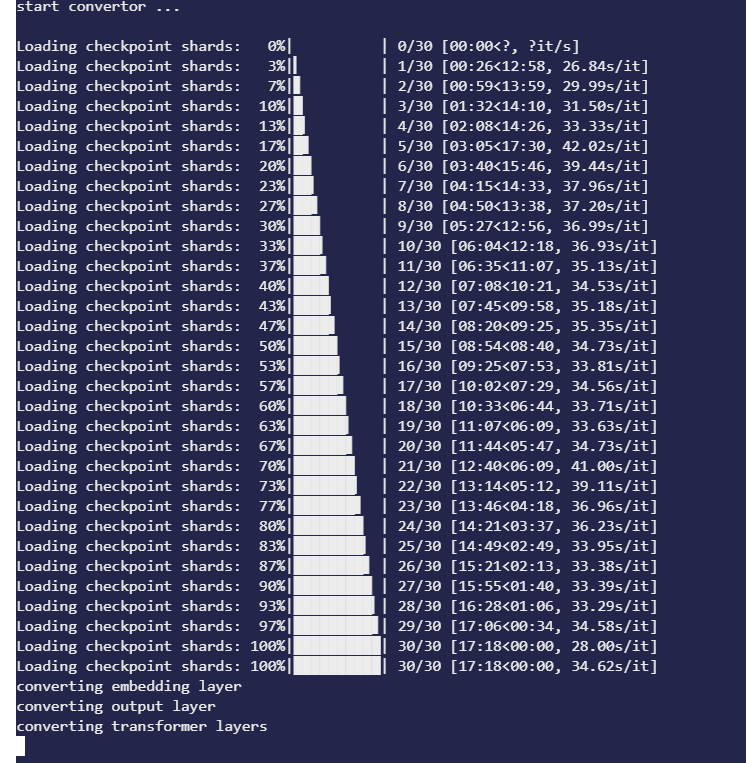 start convertor ...
Loading checkpoint shards:   0%|          | 0/30 [00:00<?, ?it/s]
Loading checkpoint shards:   3%|▎         | 1/30 [00:26<12:58, 26.84s/it]
Loading checkpoint shards:   7%|▋         | 2/30 [00:59<13:59, 29.99s/it]
Loading checkpoint shards:  10%|█         | 3/30 [01:32<14:10, 31.50s/it]
Loading checkpoint shards:  13%|█▎        | 4/30 [02:08<14:26, 33.33s/it]
Loading checkpoint shards:  17%|█▋        | 5/30 [03:05<17:30, 42.02s/it]
Loading checkpoint shards:  20%|██        | 6/30 [03:40<15:46, 39.44s/it]
Loading checkpoint shards:  23%|██▎       | 7/30 [04:15<14:33, 37.96s/it]
Loading checkpoint shards:  27%|██▋       | 8/30 [04:50<13:38, 37.20s/it]
Loading checkpoint shards:  30%|███       | 9/30 [05:27<12:56, 36.99s/it]
Loading checkpoint shards:  33%|███▎      | 10/30 [06:04<12:18, 36.93s/it]
Loading checkpoint shards:  37%|███▋      | 11/30 [06:35<11:07, 35.13s/it]
Loading checkpoint shards:  40%|████      | 12/30 [07:08<10:21, 34.53s/it]
Loading checkpoint shards:  43%|████▎     | 13/30 [07:45<09:58, 35.18s/it]
Loading checkpoint shards:  47%|████▋     | 14/30 [08:20<09:25, 35.35s/it]
Loading checkpoint shards:  50%|█████     | 15/30 [08:54<08:40, 34.73s/it]
Loading checkpoint shards:  53%|█████▎    | 16/30 [09:25<07:53, 33.81s/it]
Loading checkpoint shards:  57%|█████▋    | 17/30 [10:02<07:29, 34.56s/it]
Loading checkpoint shards:  60%|██████    | 18/30 [10:33<06:44, 33.71s/it]
Loading checkpoint shards:  63%|██████▎   | 19/30 [11:07<06:09, 33.63s/it]
Loading checkpoint shards:  67%|██████▋   | 20/30 [11:44<05:47, 34.73s/it]
Loading checkpoint shards:  70%|███████   | 21/30 [12:40<06:09, 41.00s/it]
Loading checkpoint shards:  73%|███████▎  | 22/30 [13:14<05:12, 39.11s/it]
Loading checkpoint shards:  77%|███████▋  | 23/30 [13:46<04:18, 36.96s/it]
Loading checkpoint shards:  80%|████████  | 24/30 [14:21<03:37, 36.23s/it]
Loading checkpoint shards:  83%|████████▎ | 25/30 [14:49<02:49, 33.95s/it]
Loading checkpoint shards:  87%|████████▋ | 26/30 [15:21<02:13, 33.38s/it]
Loading checkpoint shards:  90%|█████████ | 27/30 [15:55<01:40, 33.39s/it]
Loading checkpoint shards:  93%|█████████▎| 28/30 [16:28<01:06, 33.29s/it]
Loading checkpoint shards:  97%|█████████▋| 29/30 [17:06<00:34, 34.58s/it]
Loading checkpoint shards: 100%|██████████| 30/30 [17:18<00:00, 28.00s/it]
Loading checkpoint shards: 100%|██████████| 30/30 [17:18<00:00, 34.62s/it]
converting embedding layer
converting output layer
converting transformer layers